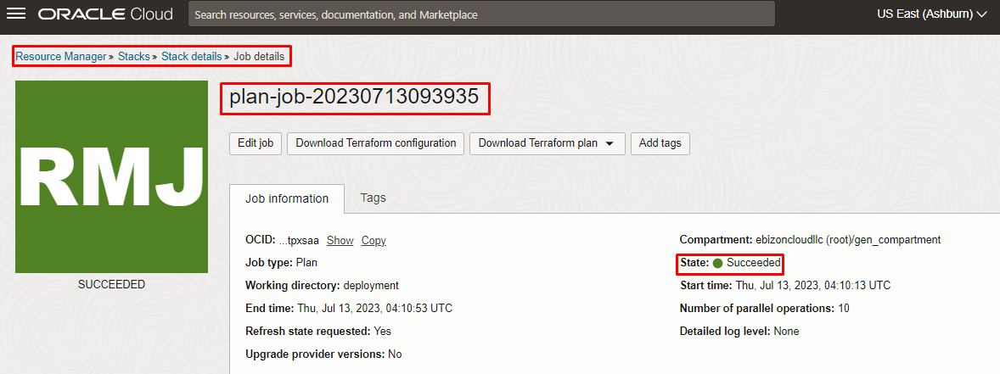 ORACLE Cloud Search resources, services, documentation, and Marketplace US East (Ashburn)
Resource Manager » Stacks » Stack details » Job details
plan-job-20230713093935
Edit job Download Terraform configuration Download Terraform plan Add tags
RMJ
SUCCEEDED
Job information Tags
OCID: ...tpxsaa Show Copy
Job type: Plan
Working directory: deployment
End time: Thu, Jul 13, 2023, 04:10:53 UTC
Refresh state requested: Yes
Upgrade provider versions: No
Compartment: ebizoncloudllc (root)/gen_compartment
State: Succeeded
Start time: Thu, Jul 13, 2023, 04:10:13 UTC
Number of parallel operations: 10
Detailed log level: None